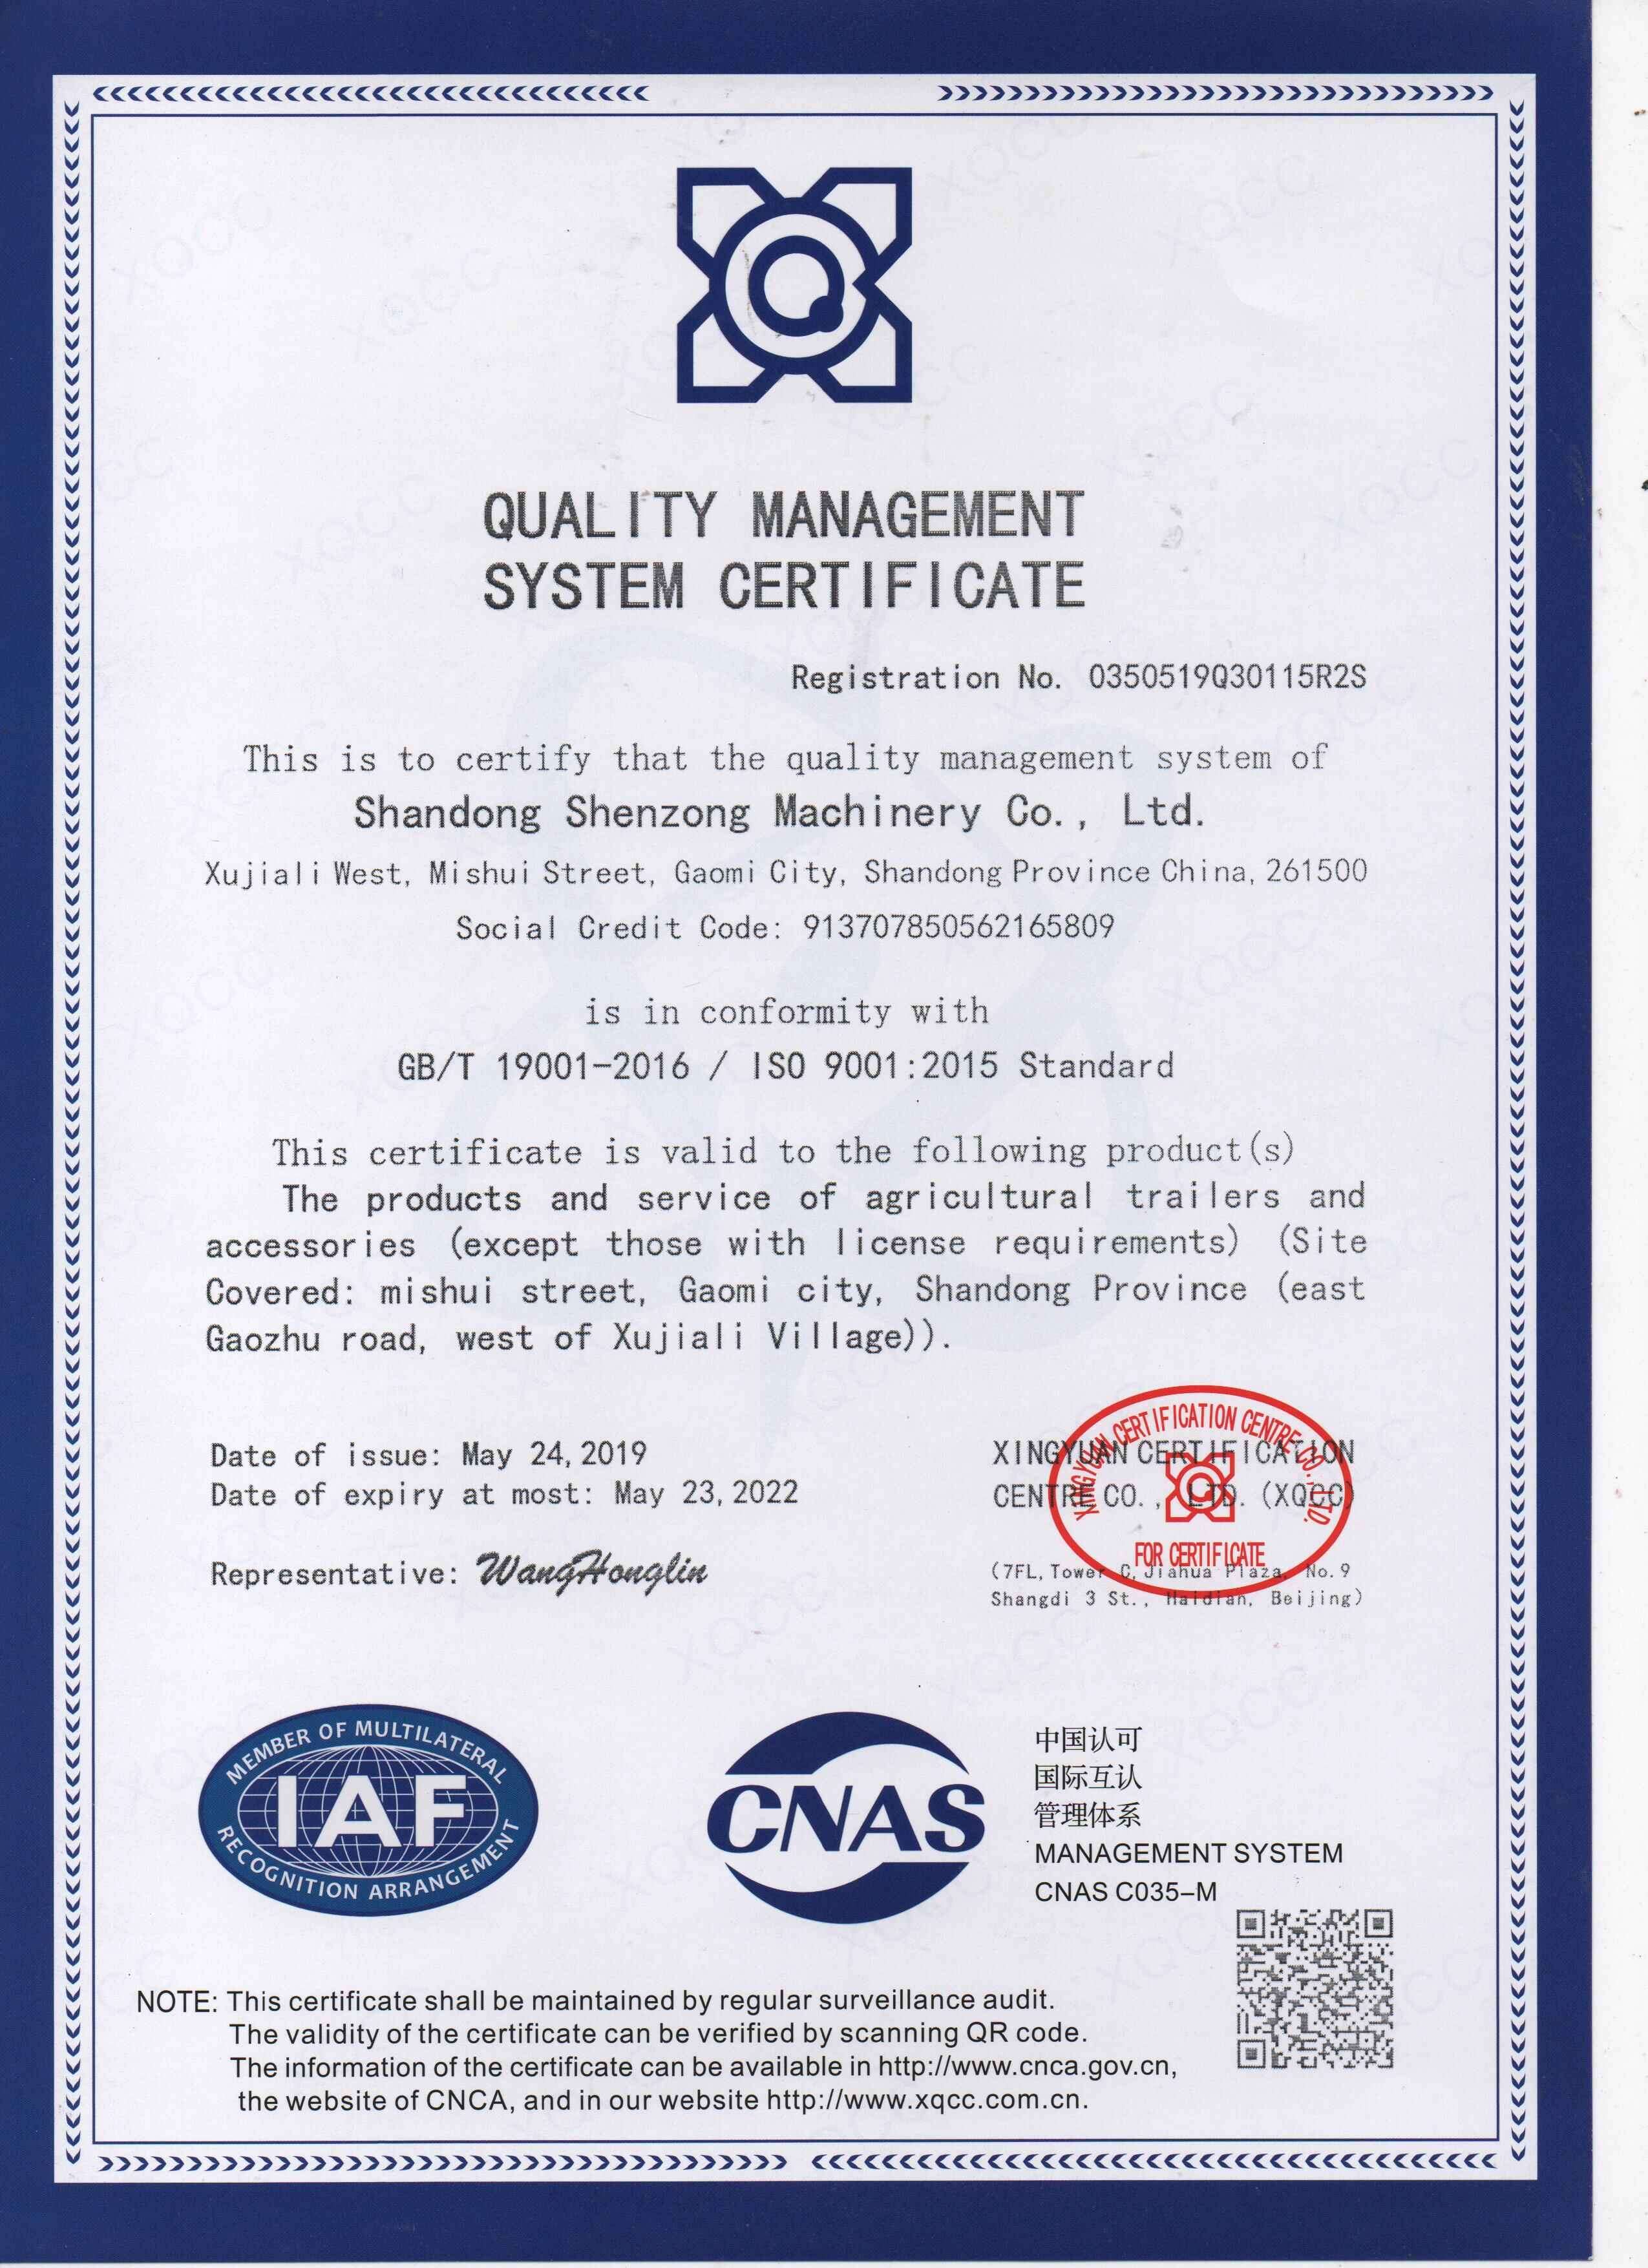 QUALITY MANAGEMENT
SYSTEM CERTIFICATE
Registration No. 0350519Q30115R2S
This is to certify that the quality management system of
Shandong Shenzong Machinery Co., Ltd.
Xujiali West, Mishui Street, Gaomi City, Shandong Province China, 261500
Social Credit Code: 913707850562165809
is in conformity with
GB/T 19001-2016 / ISO 9001:2015 Standard
This certificate is valid to the following product(s)
The products and service of agricultural trailers and
accessories (except those with license requirements) (Site
Covered: mishui street, Gaomi city, Shandong Province (east
Gaozhu road, west of Xujiali Village)).
Date of issue: May 24, 2019
Date of expiry at most: May 23, 2022
Representative: WangHonglin
XINGYUAN CERTIFICATION
CENTRE CO., LTD. (XQCC)
(7FL, Tower C, Jiahua Plaza, No.9
Shangdi 3 St., Haidian, Beijing)
XINGYUAN CERTIFICATION CENTRE CO., LTD.
FOR CERTIFICATE
MEMBER OF MULTILATERAL
IAF
RECOGNITION ARRANGEMENT
CNAS
中国认可
国际互认
管理体系
MANAGEMENT SYSTEM
CNAS C035-M
NOTE: This certificate shall be maintained by regular surveillance audit.
The validity of the certificate can be verified by scanning QR code.
The information of the certificate can be available in http://www.cnca.gov.cn,
the website of CNCA, and in our website http://www.xqcc.com.cn.